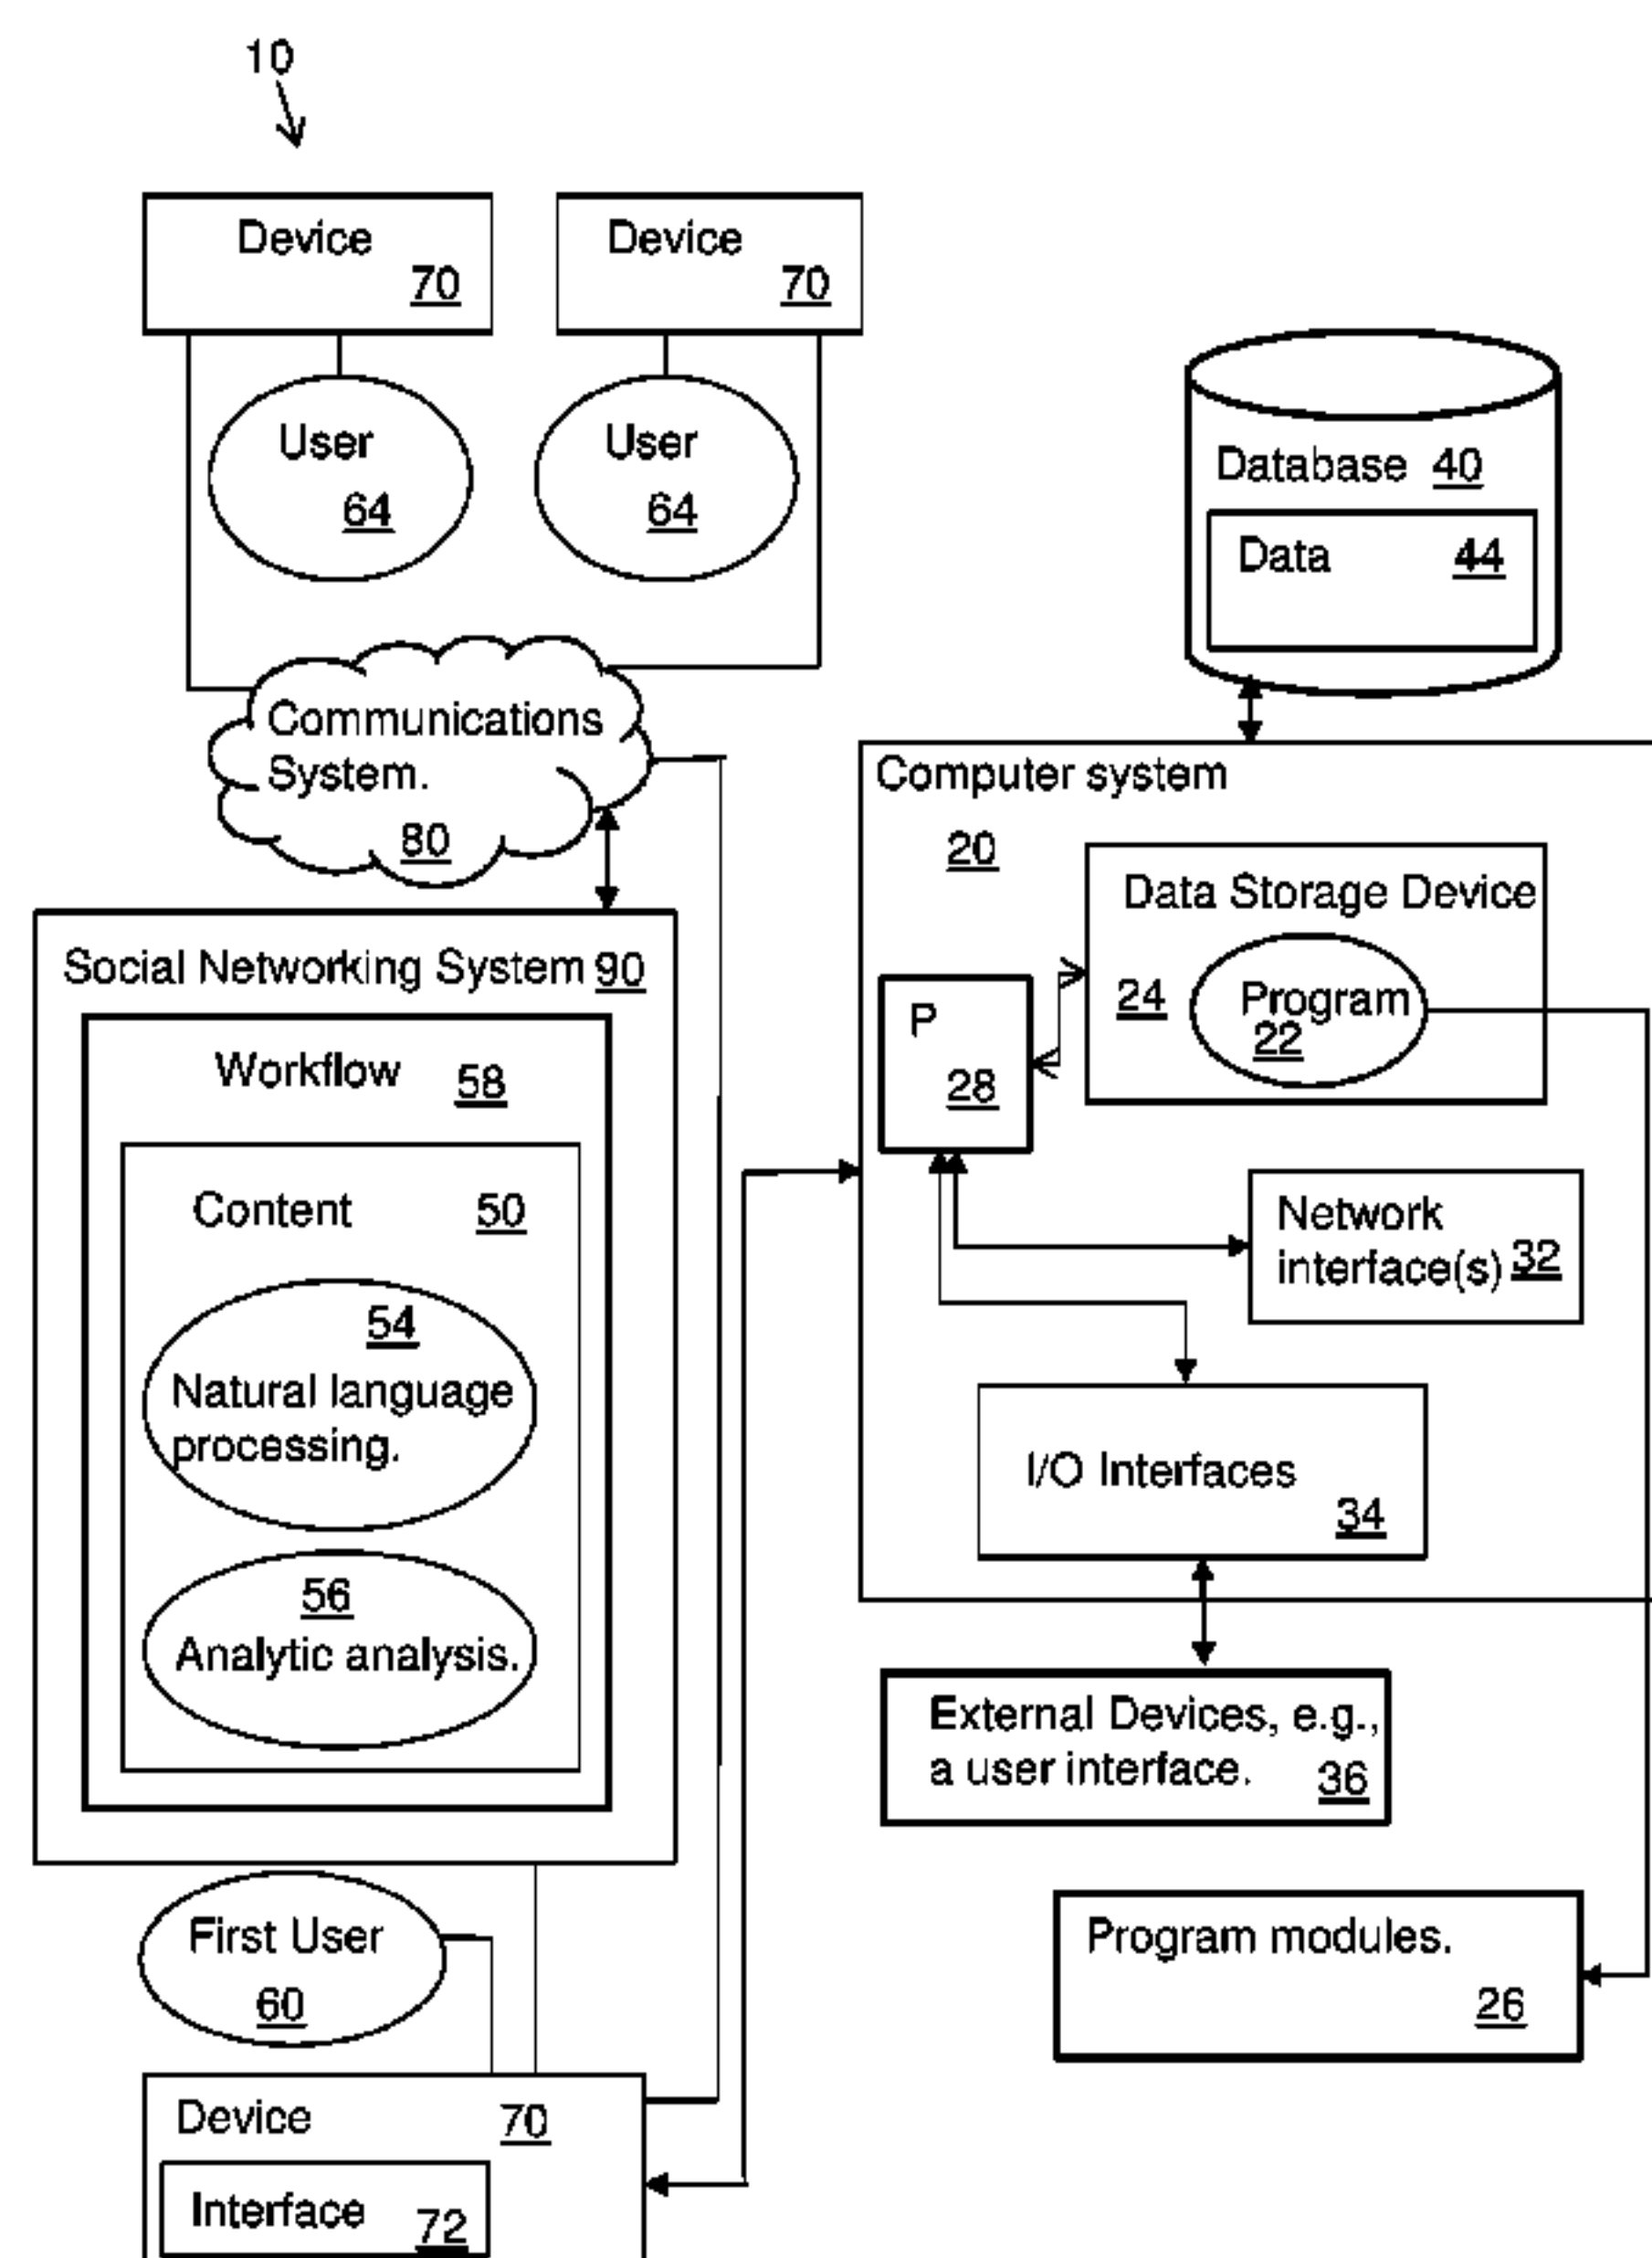 10
Device
70
Device
70
User
64
User
64
Database 40
Data 44
Communications
System.
80
Computer system
20
Data Storage Device
24
Program
22
P
28
Social Networking System 90
Workflow 58
Content 50
54
Natural language
processing.
56
Analytic analysis.
Network
interface(s) 32
I/O Interfaces
34
External Devices, e.g.,
a user interface. 36
First User
60
Program modules.
26
Device 70
Interface 72